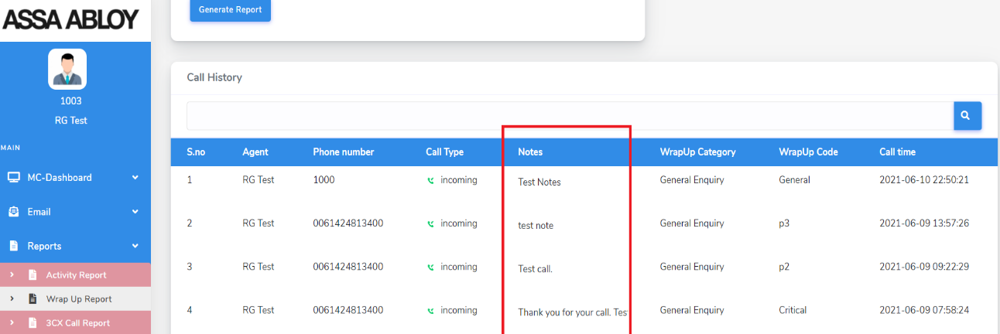 ASSA ABLOY
1003
RG Test
MAIN
MC-Dashboard
Email
Reports
Activity Report
Wrap Up Report
3CX Call Report
Generate Report
Call History
S.no Agent Phone number Call Type Notes WrapUp Category WrapUp Code Call time
1 RG Test 1000 incoming Test Notes General Enquiry General 2021-06-10 22:50:21
2 RG Test 0061424813400 incoming test note General Enquiry p3 2021-06-09 13:57:26
3 RG Test 0061424813400 incoming Test call. General Enquiry p2 2021-06-09 09:22:29
4 RG Test 0061424813400 incoming Thank you for your call. Tes General Enquiry Critical 2021-06-09 07:58:24